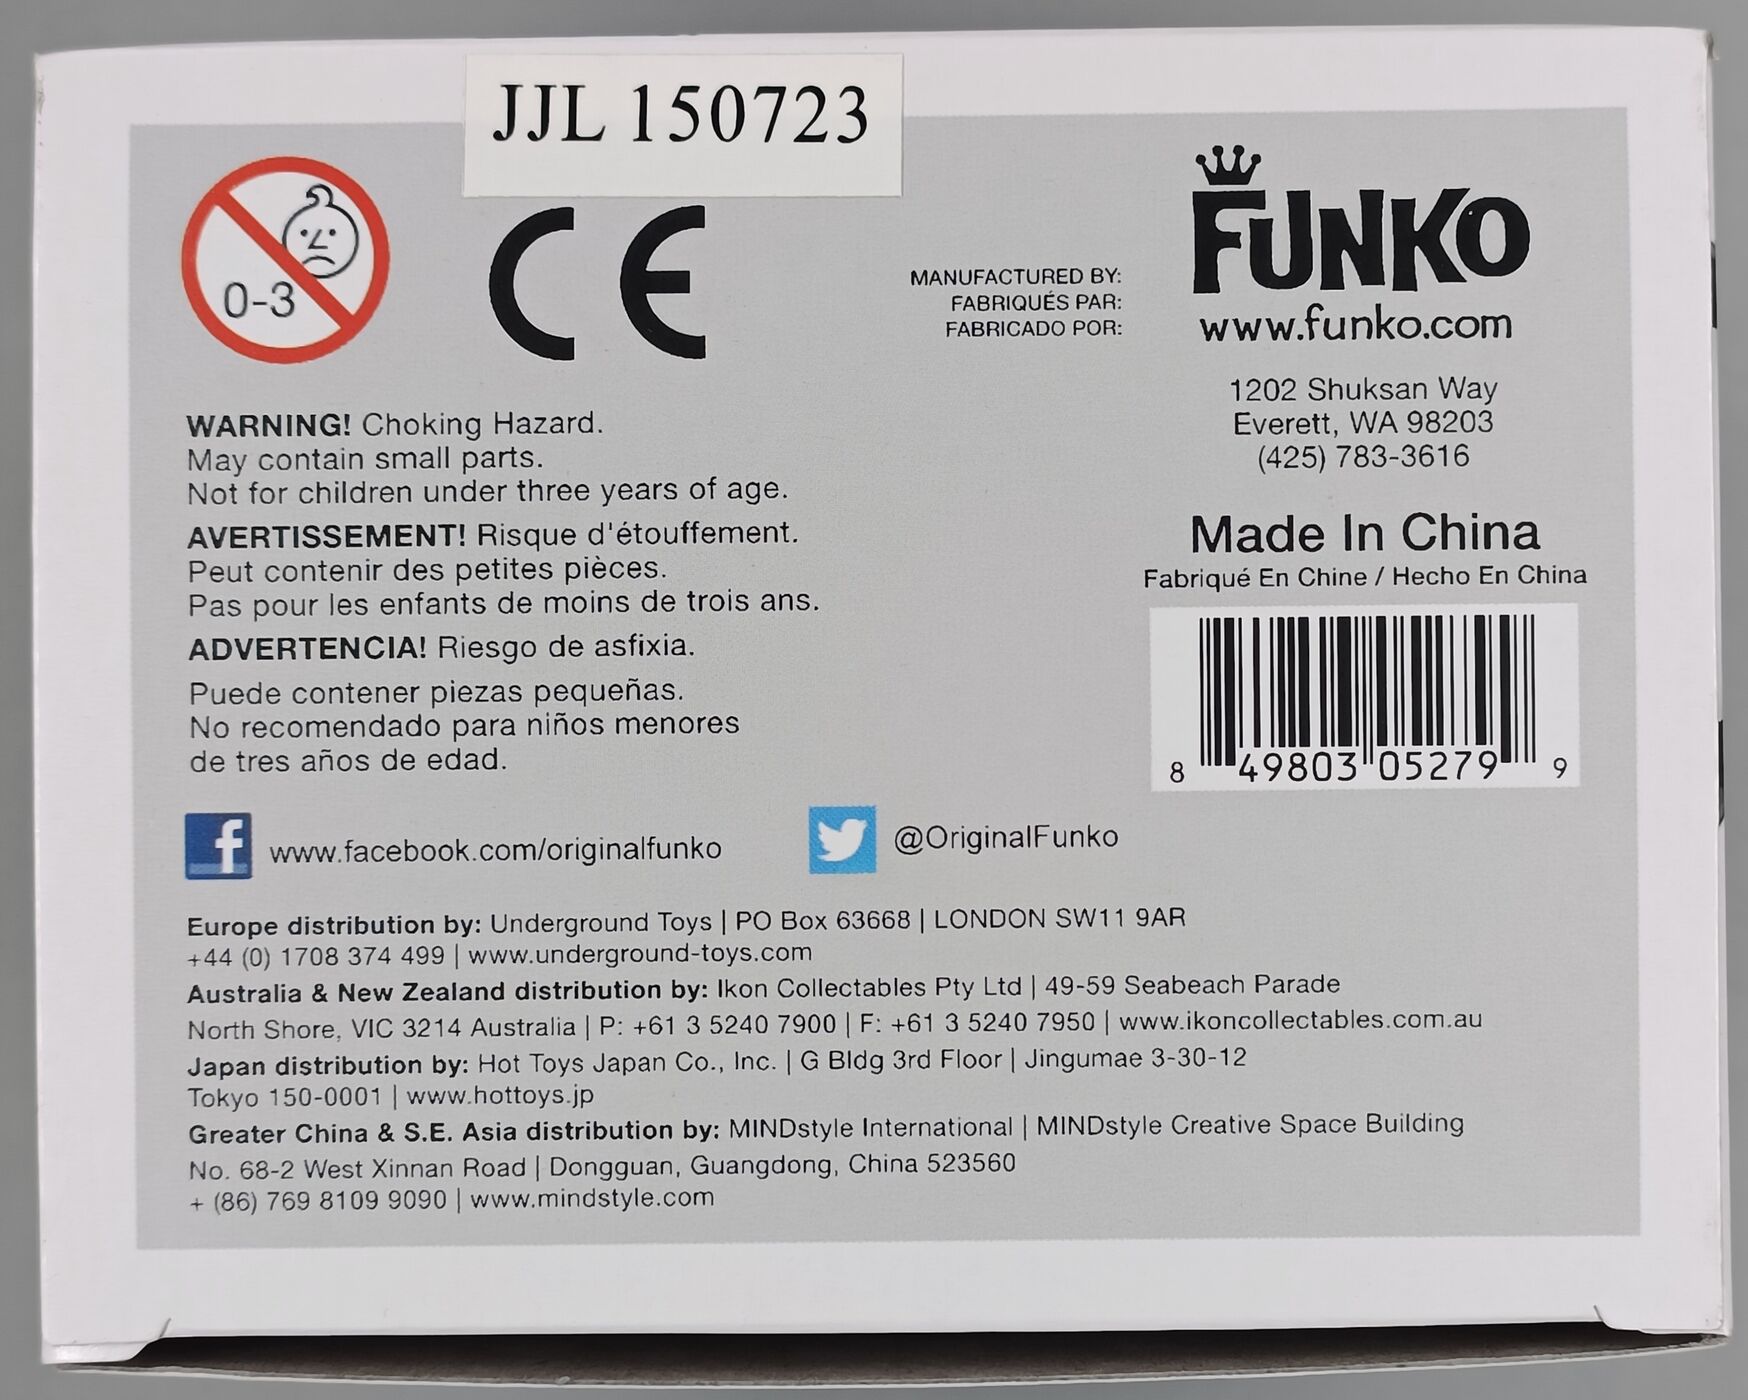 JJL 150723
0-3
CE
MANUFACTURED BY:
FABRIQUÉS PAR:
FABRICADO POR:
FUNKO
www.funko.com
1202 Shuksan Way
Everett, WA 98203
(425) 783-3616
Made In China
Fabriqué En Chine / Hecho En China
8 49803 05279 9
WARNING! Choking Hazard.
May contain small parts.
Not for children under three years of age.
AVERTISSEMENT! Risque d'étouffement.
Peut contenir des petites pièces.
Pas pour les enfants de moins de trois ans.
ADVERTENCIA! Riesgo de asfixia.
Puede contener piezas pequeñas.
No recomendado para niños menores
de tres años de edad.
f www.facebook.com/originalfunko
@OriginalFunko
Europe distribution by: Underground Toys | PO Box 63668 | LONDON SW11 9AR
+44 (0) 1708 374 499 | www.underground-toys.com
Australia & New Zealand distribution by: Ikon Collectables Pty Ltd | 49-59 Seabeach Parade
North Shore, VIC 3214 Australia | P: +61 3 5240 7900 | F: +61 3 5240 7950 | www.ikoncollectables.com.au
Japan distribution by: Hot Toys Japan Co., Inc. | G Bldg 3rd Floor | Jingumae 3-30-12
Tokyo 150-0001 | www.hottoys.jp
Greater China & S.E. Asia distribution by: MINDstyle International | MINDstyle Creative Space Building
No. 68-2 West Xinnan Road | Dongguan, Guangdong, China 523560
+ (86) 769 8109 9090 | www.mindstyle.com